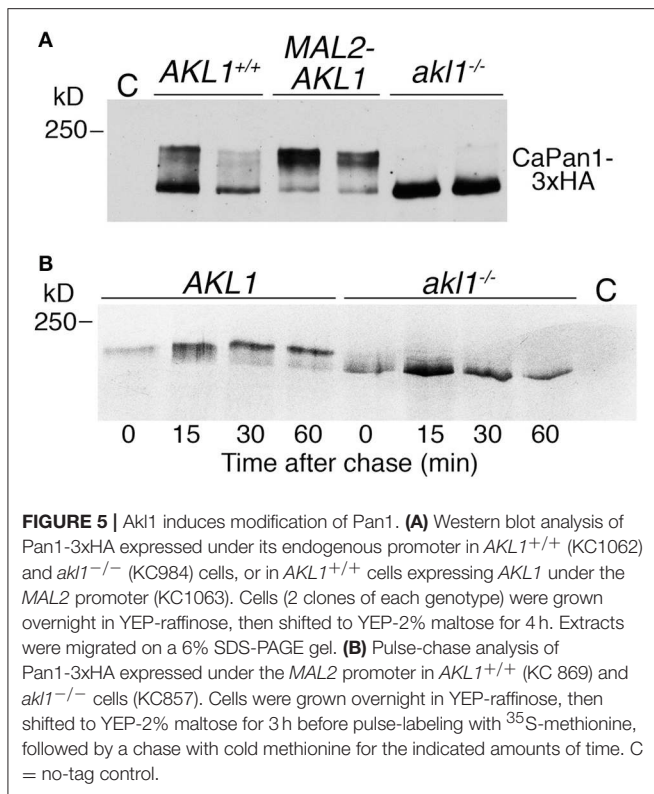 A
C
AKL1+/+
MAL2-
AKL1
akl1-/-
kD
250
CaPan1-
3xHA
B
AKL1
akl1-/-
C
kD
250
0 15 30 60 0 15 30 60
Time after chase (min)
FIGURE 5 | Akl1 induces modification of Pan1. (A) Western blot analysis of
Pan1-3xHA expressed under its endogenous promoter in AKL1+/+ (KC1062)
and akl1−/− (KC984) cells, or in AKL1+/+ cells expressing AKL1 under the
MAL2 promoter (KC1063). Cells (2 clones of each genotype) were grown
overnight in YEP-raffinose, then shifted to YEP-2% maltose for 4 h. Extracts
were migrated on a 6% SDS-PAGE gel. (B) Pulse-chase analysis of
Pan1-3xHA expressed under the MAL2 promoter in AKL1+/+ (KC 869) and
akl1−/− cells (KC857). Cells were grown overnight in YEP-raffinose, then
shifted to YEP-2% maltose for 3 h before pulse-labeling with 35S-methionine,
followed by a chase with cold methionine for the indicated amounts of time. C
= no-tag control.